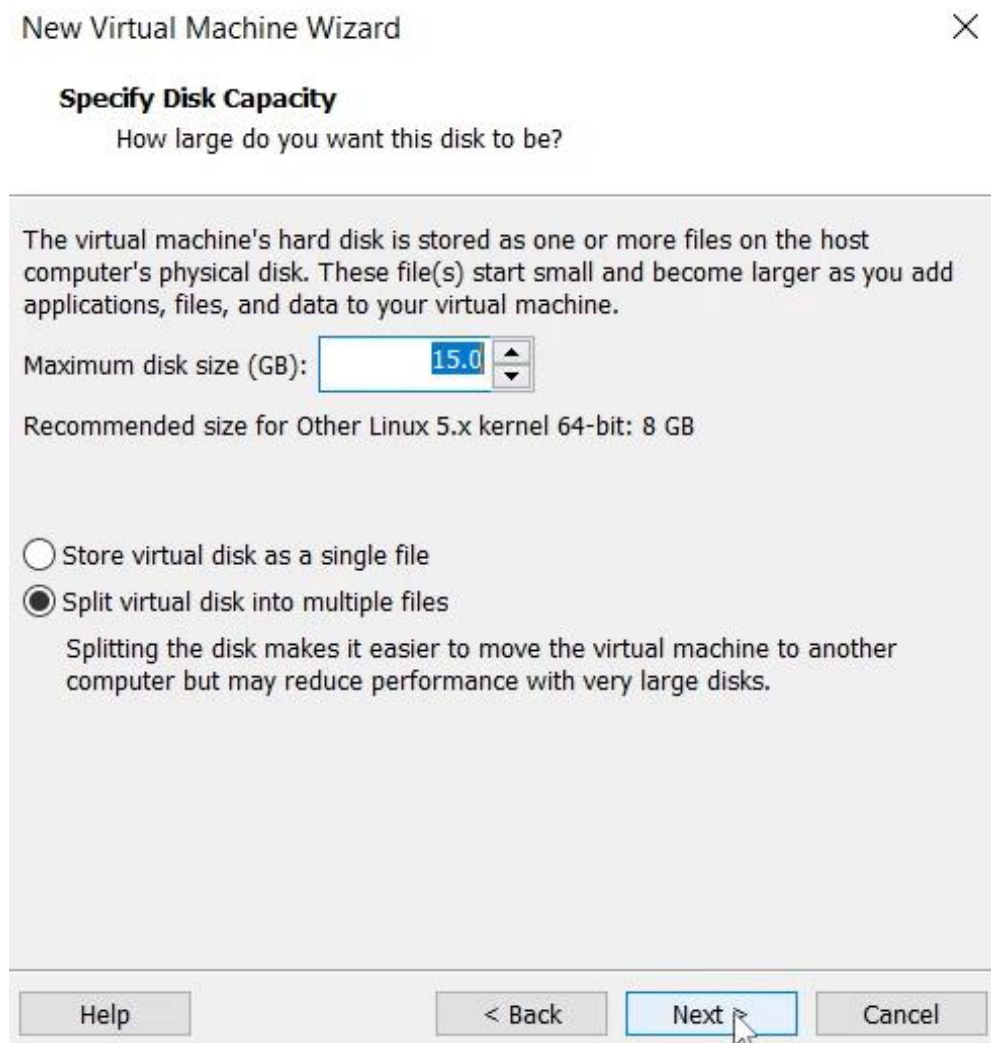 New Virtual Machine Wizard
Specify Disk Capacity
How large do you want this disk to be?
The virtual machine's hard disk is stored as one or more files on the host
computer's physical disk. These file(s) start small and become larger as you add
applications, files, and data to your virtual machine.
Maximum disk size (GB): 15.0
Recommended size for Other Linux 5.x kernel 64-bit: 8 GB
Store virtual disk as a single file
Split virtual disk into multiple files
Splitting the disk makes it easier to move the virtual machine to another
computer but may reduce performance with very large disks.
Help < Back Next > Cancel